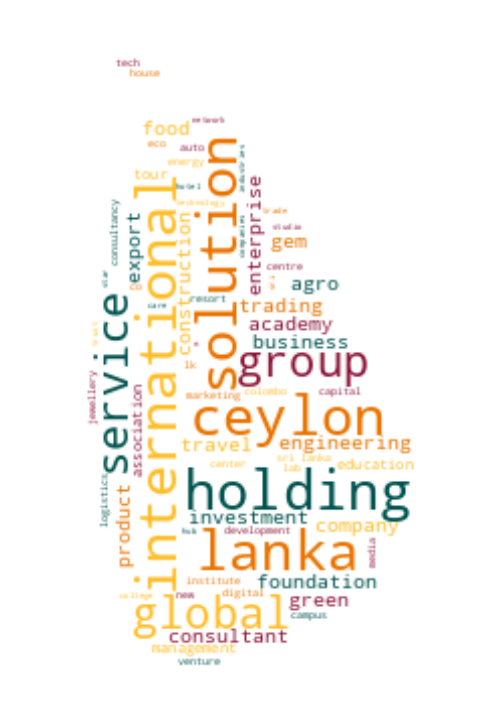 tech
house
network
food
eco
auto
industries
energy
tour
hotel
technology
international
solution
enterprise
consultancy
export
construction
trade
studio
companies
gem
centre
star
agro
care
resort
trading
service
academy
business
lk
group
jewellery
association
marketing
colombo
capital
ceylon
travel
engineering
center
sri lanka
lab
education
logistics
product
holding
investment
company
hub
development
lanka
media
institute
foundation
college
new
digital
green
global
campus
consultant
management
venture